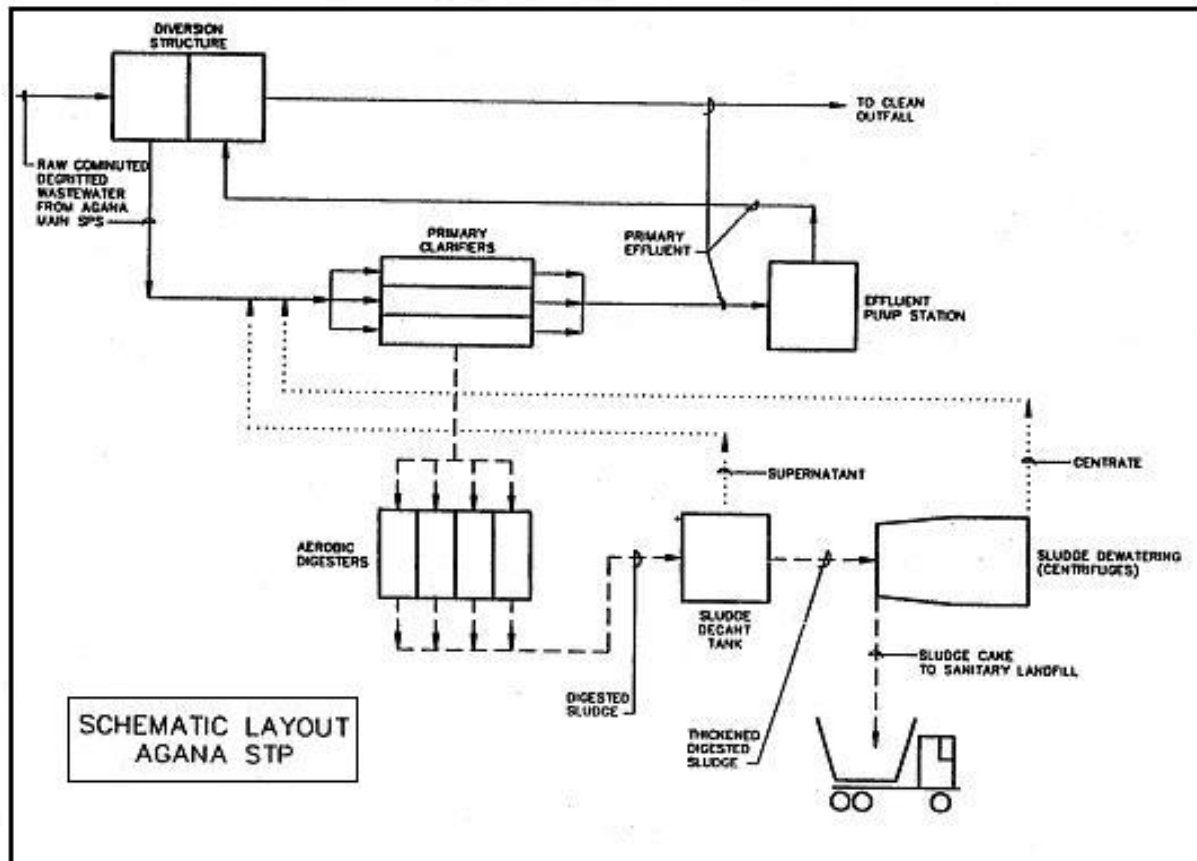 DIVERSION
STRUCTURE
TO CLEAN
OUTFALL
RAW COMINUTED
DEGRITTED
WASTEWATER
FROM AGANA
MAIN SPS
PRIMARY
CLARIFIERS
PRIMARY
EFFLUENT
EFFLUENT
PUMP STATION
SUPERNATANT
CENTRATE
AEROBIC
DIGESTERS
SLUDGE DEWATERING
(CENTRIFUGES)
SLUDGE
DECANT
TANK
SLUDGE CAKE
TO SANITARY LANDFILL
DIGESTED
SLUDGE
THICKENED
DIGESTED
SLUDGE
SCHEMATIC LAYOUT
AGANA STP